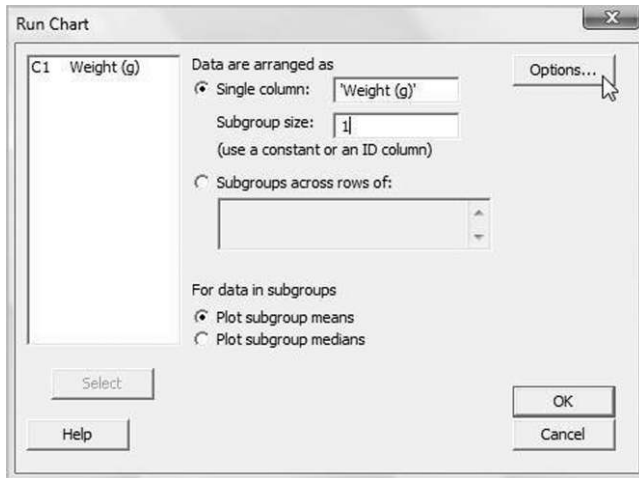 Run Chart
C1 Weight (g)
Data are arranged as
Single column: 'Weight (g)'
Subgroup size: 1
(use a constant or an ID column)
Subgroups across rows of:
For data in subgroups
Plot subgroup means
Plot subgroup medians
Options...
Select
Help
OK
Cancel